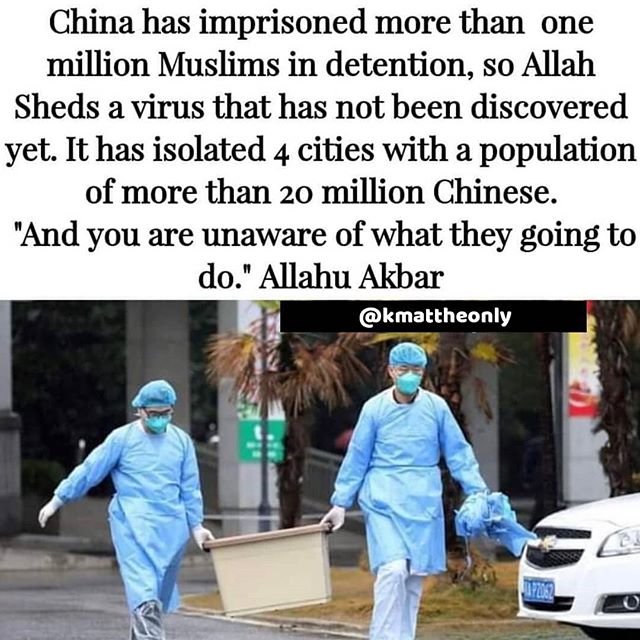 China has imprisoned more than one
million Muslims in detention, so Allah
Sheds a virus that has not been discovered
yet. It has isolated 4 cities with a population
of more than 20 million Chinese.
"And you are unaware of what they going to
do." Allahu Akbar
@kmattheonly